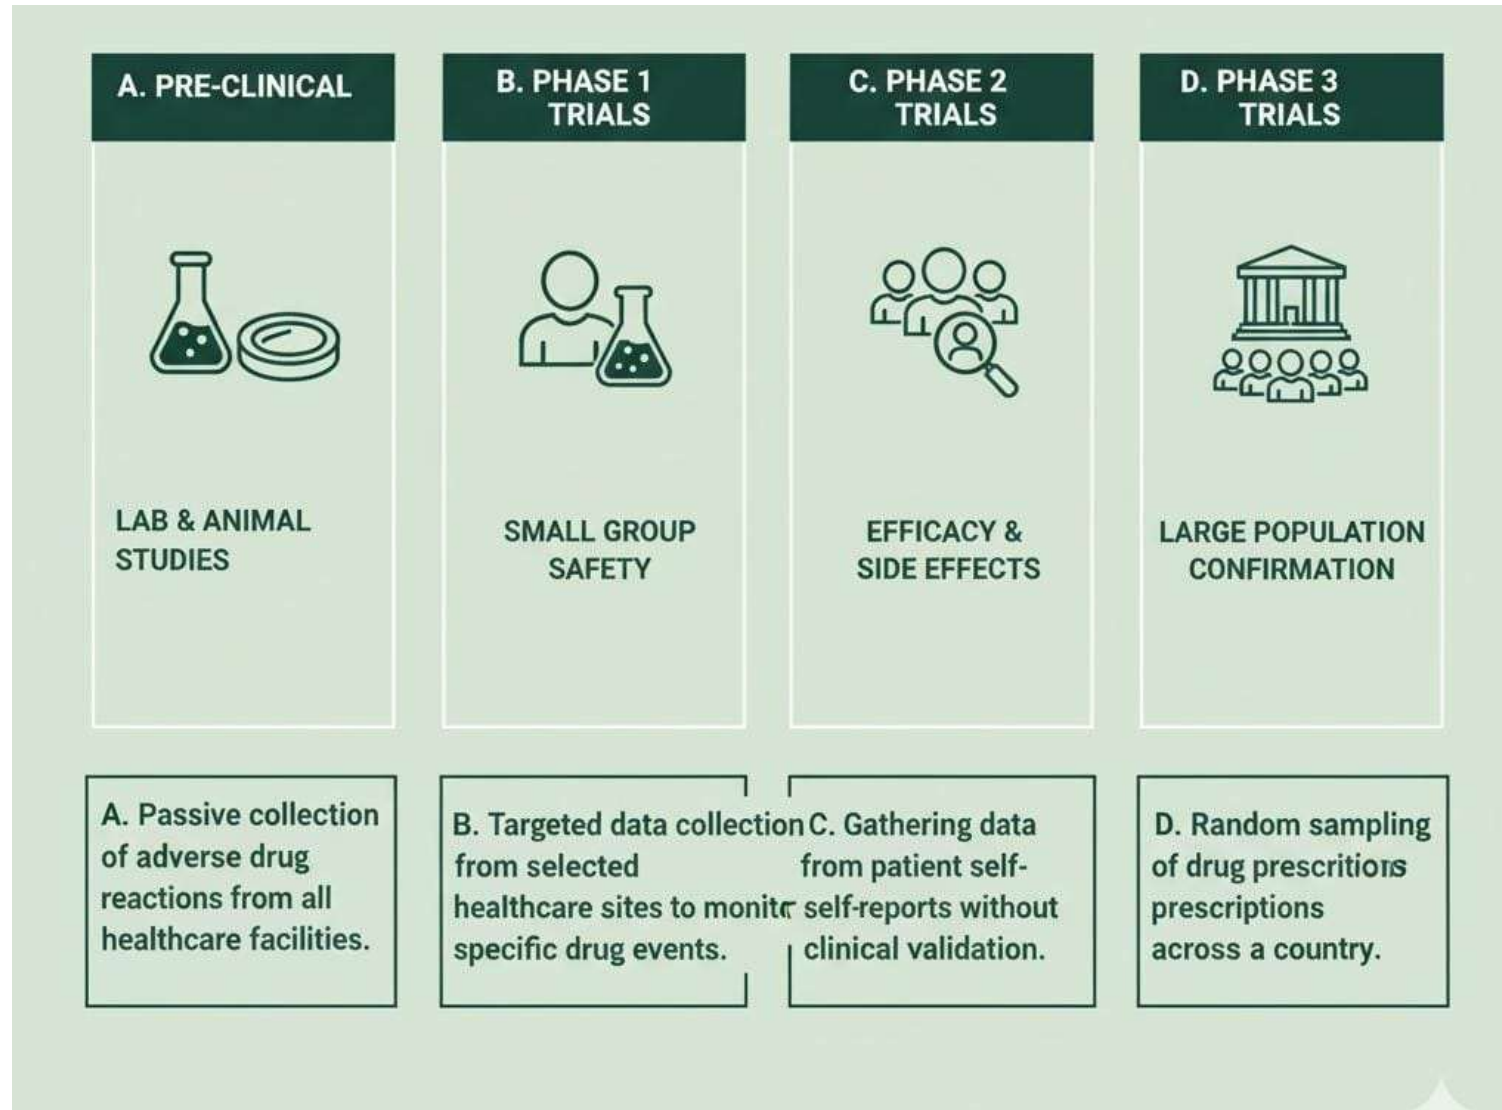 A. PRE-CLINICAL
LAB & ANIMAL
STUDIES
B. PHASE 1
TRIALS
SMALL GROUP
SAFETY
C. PHASE 2
TRIALS
EFFICACY &
SIDE EFFECTS
D. PHASE 3
TRIALS
LARGE POPULATION
CONFIRMATION
A. Passive collection
of adverse drug
reactions from all
healthcare facilities.
B. Targeted data collection
from selected
healthcare sites to monitr
specific drug events.
C. Gathering data
from patient self-
self-reports without
clinical validation.
D. Random sampling
of drug prescritions
prescriptions
across a country.